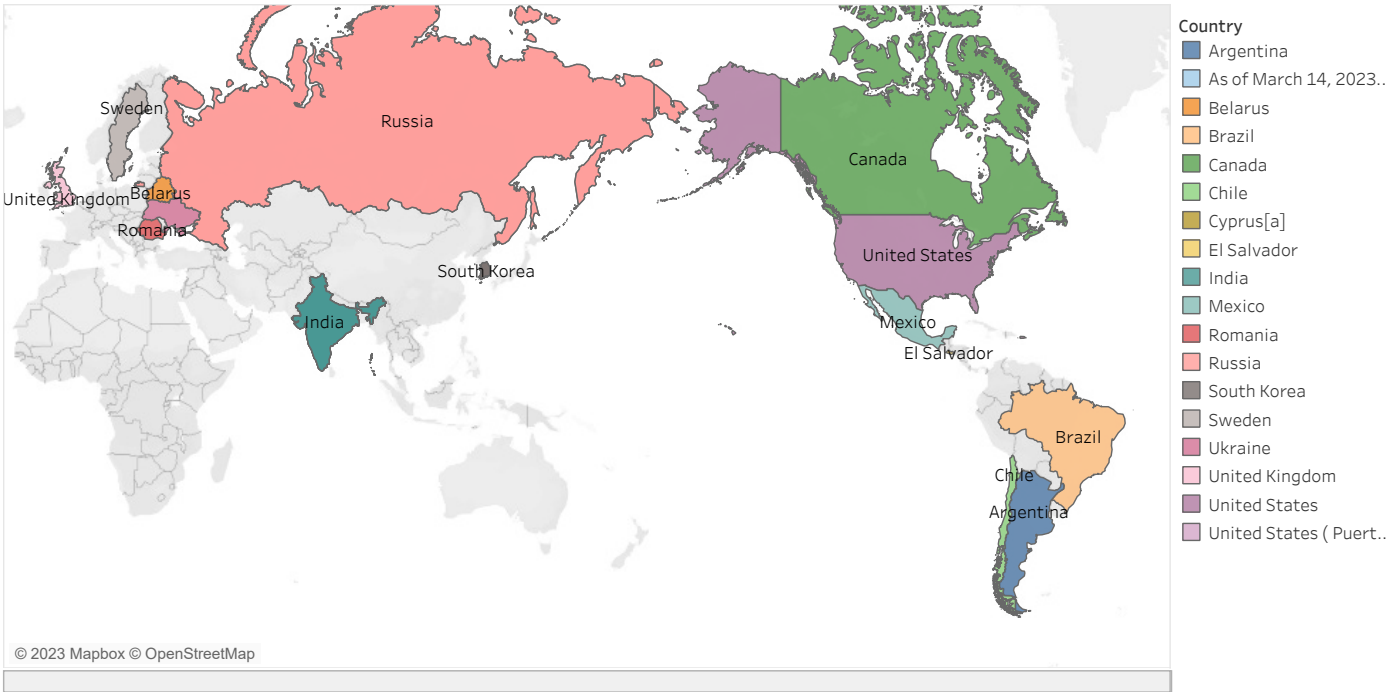 Sweden
Russia
United Kingdom
Belarus
Romania
South Korea
India
Canada
United States
Mexico
El Salvador
Brazil
Chile
Argentina
© 2023 Mapbox © OpenStreetMap
Country
Argentina
As of March 14, 2023..
Belarus
Brazil
Canada
Chile
Cyprus[a]
El Salvador
India
Mexico
Romania
Russia
South Korea
Sweden
Ukraine
United Kingdom
United States
United States ( Puert..